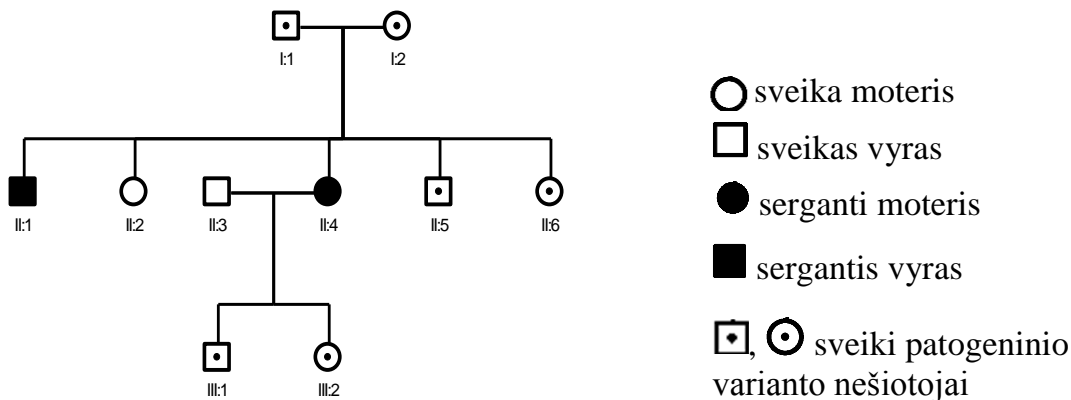 I:1 I:2
II:1 II:2 II:3 II:4 II:5 II:6
III:1 III:2
sveika moteris
sveikas vyras
serganti moteris
sergantis vyras
, sveiki patogeninio
varianto nešiotojai